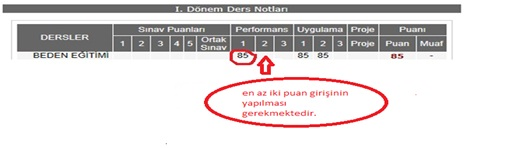 I. Dönem Ders Notları
DERSLER Sınav Puanları Performans Uygulama Proje Puanı
1 2 3 4 5 Ortak Sınav 1 2 3 1 2 3 Proje Puan Muaf
BEDEN EĞİTİMİ 85 85 85 85 -
en az iki puan girişinin
yapılması
gerekmektedir.